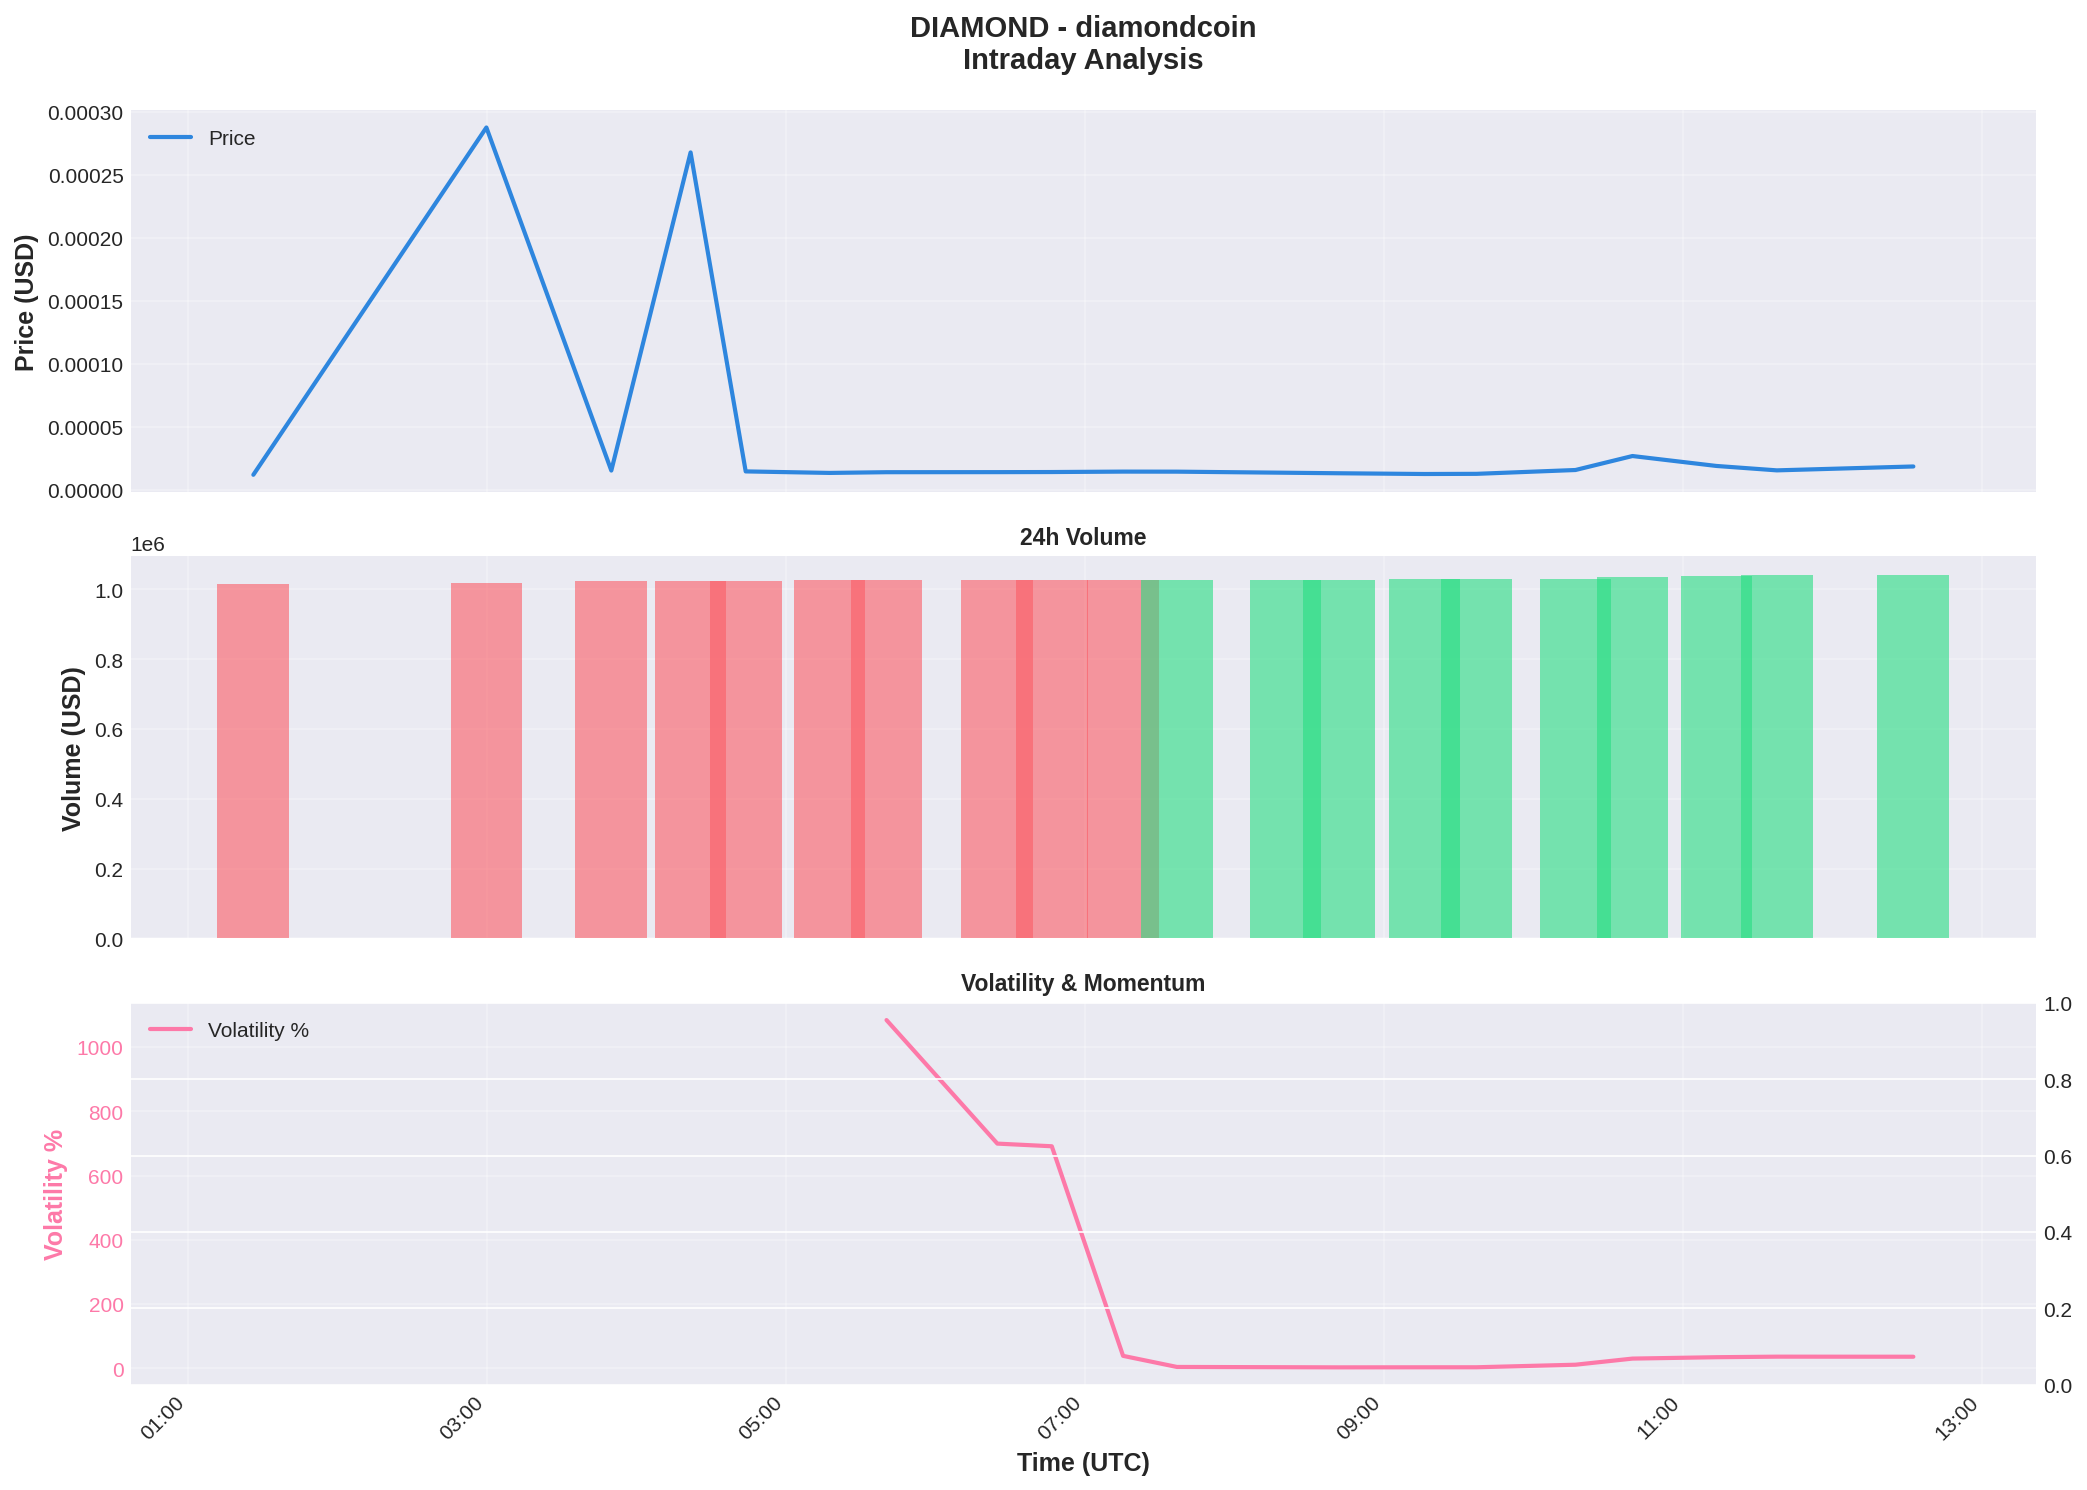 DIAMOND - diamondcoin
Intraday Analysis
Price
Price (USD)
0.00030
0.00025
0.00020
0.00015
0.00010
0.00005
0.00000
24h Volume
1e6
Volume (USD)
1.0
0.8
0.6
0.4
0.2
0.0
Volatility & Momentum
Volatility %
Volatility %
1000
800
600
400
200
0
1.0
0.8
0.6
0.4
0.2
0.0
01:00
03:00
05:00
07:00
09:00
11:00
13:00
Time (UTC)